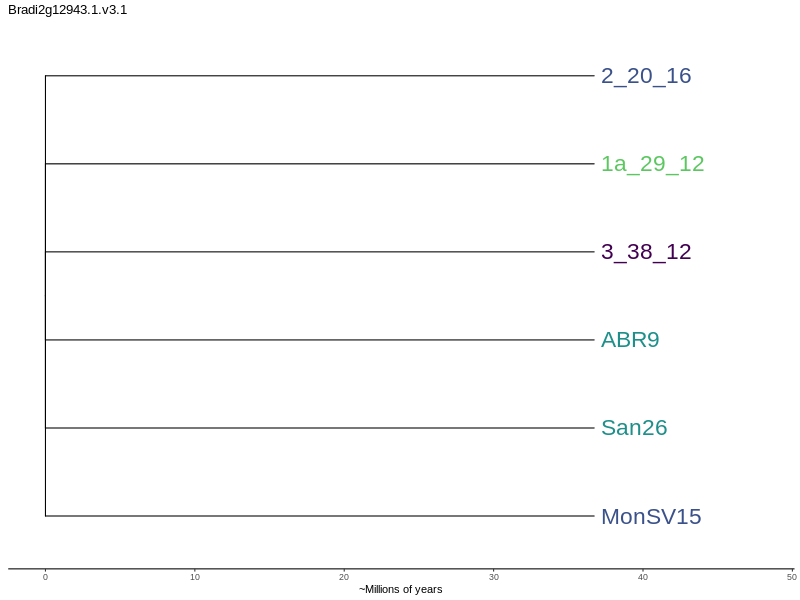 Bradi2g12943.1.v3.1
2_20_16
1a_29_12
3_38_12
ABR9
San26
MonSV15
0 10 20 30 40 50
~Millions of years